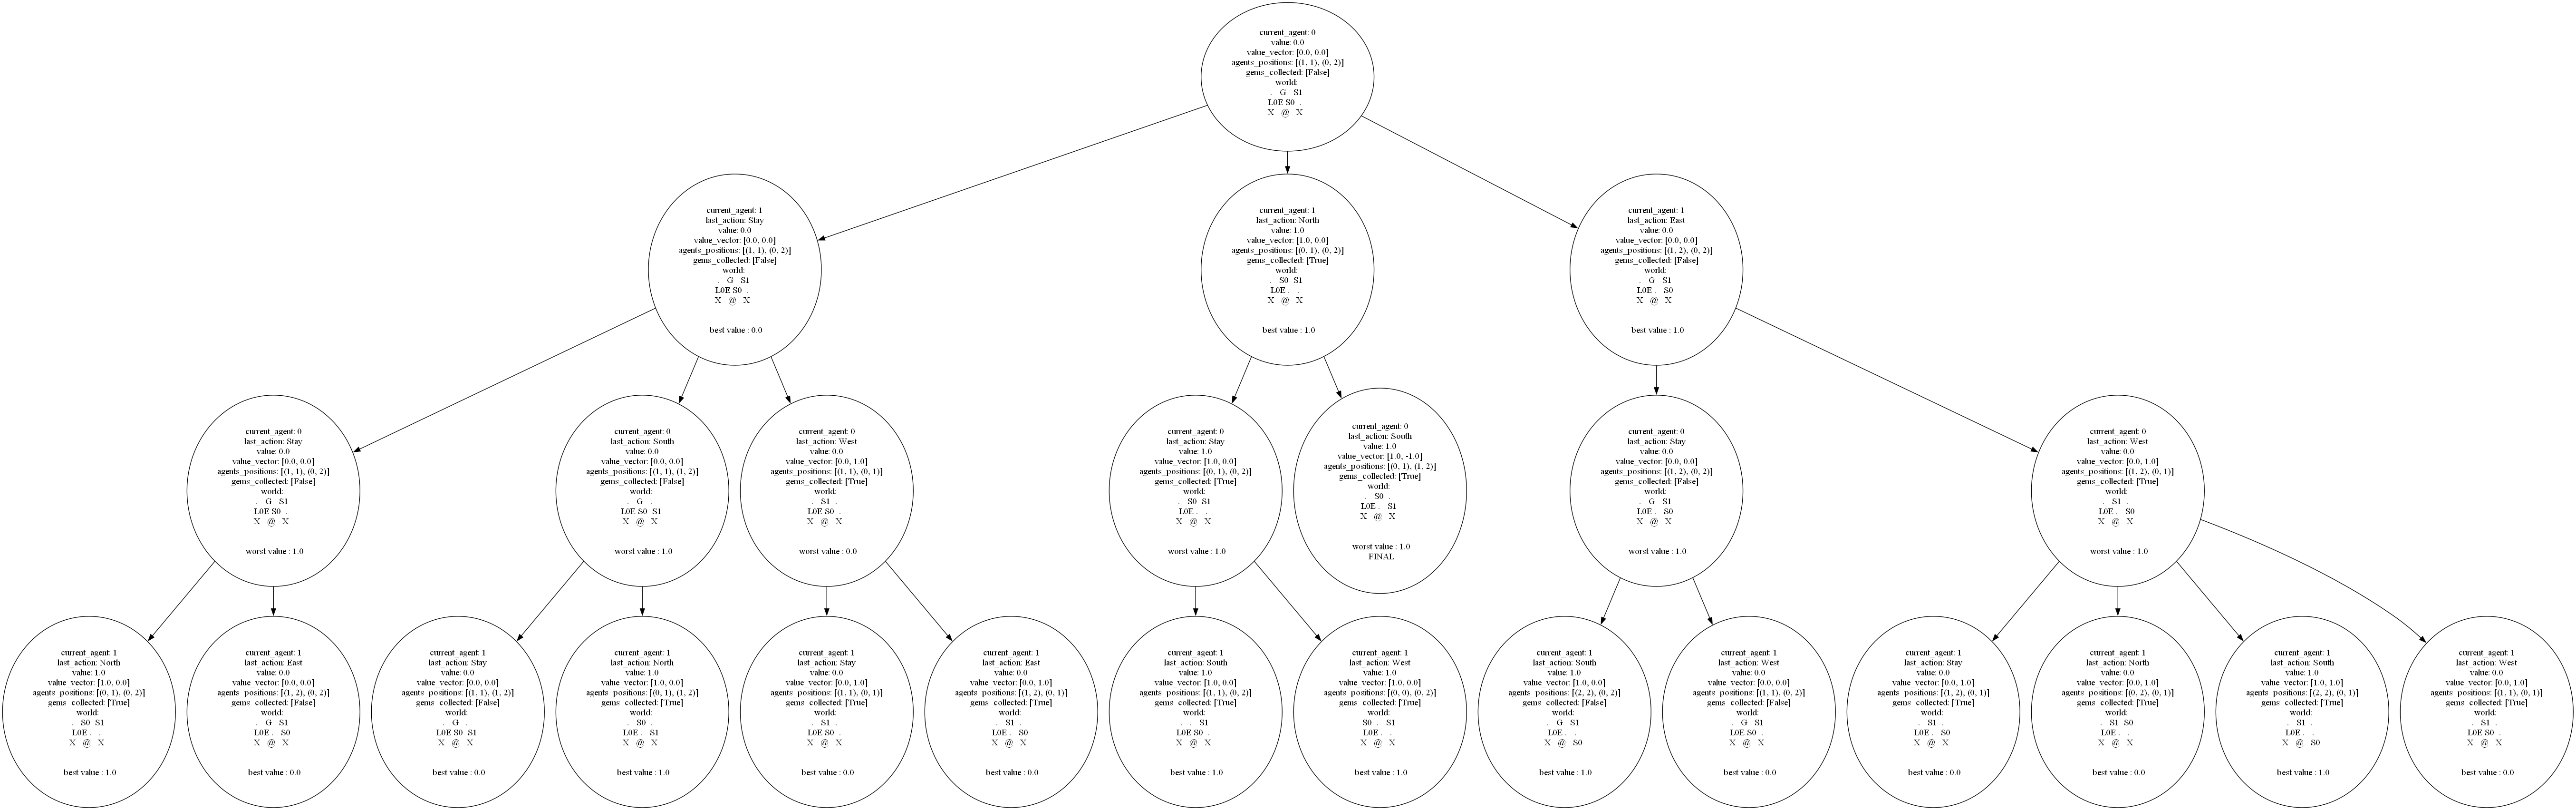 current_agent: 0
value: 0.0
value_vector: [0.0, 0.0]
agents_positions: [(1, 1), (0, 2)]
gems_collected: [False]
world:
. G S1
L0E S0 .
X @ X
current_agent: 1
last_action: Stay
value: 0.0
value_vector: [0.0, 0.0]
agents_positions: [(1, 1), (0, 2)]
gems_collected: [False]
world:
. G S1
L0E S0 .
X @ X
best value : 0.0
current_agent: 1
last_action: North
value: 1.0
value_vector: [1.0, 0.0]
agents_positions: [(0, 1), (0, 2)]
gems_collected: [True]
world:
. S0 S1
L0E . .
X @ X
best value : 1.0
current_agent: 1
last_action: East
value: 0.0
value_vector: [0.0, 0.0]
agents_positions: [(1, 2), (0, 2)]
gems_collected: [False]
world:
. G S1
L0E . S0
X @ X
best value : 1.0
current_agent: 0
last_action: Stay
value: 0.0
value_vector: [0.0, 0.0]
agents_positions: [(1, 1), (0, 2)]
gems_collected: [False]
world:
. G S1
L0E S0 .
X @ X
worst value : 1.0
current_agent: 0
last_action: South
value: 0.0
value_vector: [0.0, 0.0]
agents_positions: [(1, 1), (1, 2)]
gems_collected: [False]
world:
. G .
L0E S0 S1
X @ X
worst value : 1.0
current_agent: 0
last_action: West
value: 0.0
value_vector: [0.0, 1.0]
agents_positions: [(1, 1), (0, 1)]
gems_collected: [True]
world:
. S1 .
L0E S0 .
X @ X
worst value : 0.0
current_agent: 0
last_action: Stay
value: 1.0
value_vector: [1.0, 0.0]
agents_positions: [(0, 1), (0, 2)]
gems_collected: [True]
world:
. S0 S1
L0E . .
X @ X
worst value : 1.0
current_agent: 0
last_action: South
value: 1.0
value_vector: [1.0, -1.0]
agents_positions: [(0, 1), (1, 2)]
gems_collected: [True]
world:
. S0 .
L0E . S1
X @ X
worst value : 1.0
FINAL
current_agent: 0
last_action: Stay
value: 0.0
value_vector: [0.0, 0.0]
agents_positions: [(1, 2), (0, 2)]
gems_collected: [False]
world:
. G S1
L0E . S0
X @ X
worst value : 1.0
current_agent: 0
last_action: West
value: 0.0
value_vector: [0.0, 1.0]
agents_positions: [(1, 2), (0, 1)]
gems_collected: [True]
world:
. S1 .
L0E . S0
X @ X
worst value : 1.0
current_agent: 1
last_action: North
value: 1.0
value_vector: [1.0, 0.0]
agents_positions: [(0, 1), (0, 2)]
gems_collected: [True]
world:
. S0 S1
L0E . .
X @ X
best value : 1.0
current_agent: 1
last_action: East
value: 0.0
value_vector: [0.0, 0.0]
agents_positions: [(1, 2), (0, 2)]
gems_collected: [False]
world:
. G S1
L0E . S0
X @ X
best value : 0.0
current_agent: 1
last_action: Stay
value: 0.0
value_vector: [0.0, 0.0]
agents_positions: [(1, 1), (1, 2)]
gems_collected: [False]
world:
. G .
L0E S0 S1
X @ X
best value : 0.0
current_agent: 1
last_action: North
value: 1.0
value_vector: [1.0, 0.0]
agents_positions: [(0, 1), (1, 2)]
gems_collected: [True]
world:
. S0 .
L0E . S1
X @ X
best value : 1.0
current_agent: 1
last_action: Stay
value: 0.0
value_vector: [0.0, 1.0]
agents_positions: [(1, 1), (0, 1)]
gems_collected: [True]
world:
. S1 .
L0E S0 .
X @ X
best value : 0.0
current_agent: 1
last_action: East
value: 0.0
value_vector: [0.0, 1.0]
agents_positions: [(1, 2), (0, 1)]
gems_collected: [True]
world:
. S1 .
L0E . S0
X @ X
best value : 0.0
current_agent: 1
last_action: South
value: 1.0
value_vector: [1.0, 0.0]
agents_positions: [(1, 1), (0, 2)]
gems_collected: [True]
world:
. . S1
L0E S0 .
X @ X
best value : 1.0
current_agent: 1
last_action: West
value: 1.0
value_vector: [1.0, 0.0]
agents_positions: [(0, 0), (0, 2)]
gems_collected: [True]
world:
S0 . S1
L0E . .
X @ X
best value : 1.0
current_agent: 1
last_action: South
value: 1.0
value_vector: [1.0, 0.0]
agents_positions: [(2, 2), (0, 2)]
gems_collected: [False]
world:
. G S1
L0E . .
X @ S0
best value : 1.0
current_agent: 1
last_action: West
value: 0.0
value_vector: [0.0, 0.0]
agents_positions: [(1, 1), (0, 2)]
gems_collected: [False]
world:
. G S1
L0E S0 .
X @ X
best value : 0.0
current_agent: 1
last_action: Stay
value: 0.0
value_vector: [0.0, 1.0]
agents_positions: [(1, 2), (0, 1)]
gems_collected: [True]
world:
. S1 .
L0E . S0
X @ X
best value : 0.0
current_agent: 1
last_action: North
value: 0.0
value_vector: [0.0, 1.0]
agents_positions: [(0, 2), (0, 1)]
gems_collected: [True]
world:
. S1 S0
L0E . .
X @ X
best value : 0.0
current_agent: 1
last_action: South
value: 1.0
value_vector: [1.0, 1.0]
agents_positions: [(2, 2), (0, 1)]
gems_collected: [True]
world:
. S1 .
L0E . .
X @ S0
best value : 1.0
current_agent: 1
last_action: West
value: 0.0
value_vector: [0.0, 1.0]
agents_positions: [(1, 1), (0, 1)]
gems_collected: [True]
world:
. S1 .
L0E S0 .
X @ X
best value : 0.0